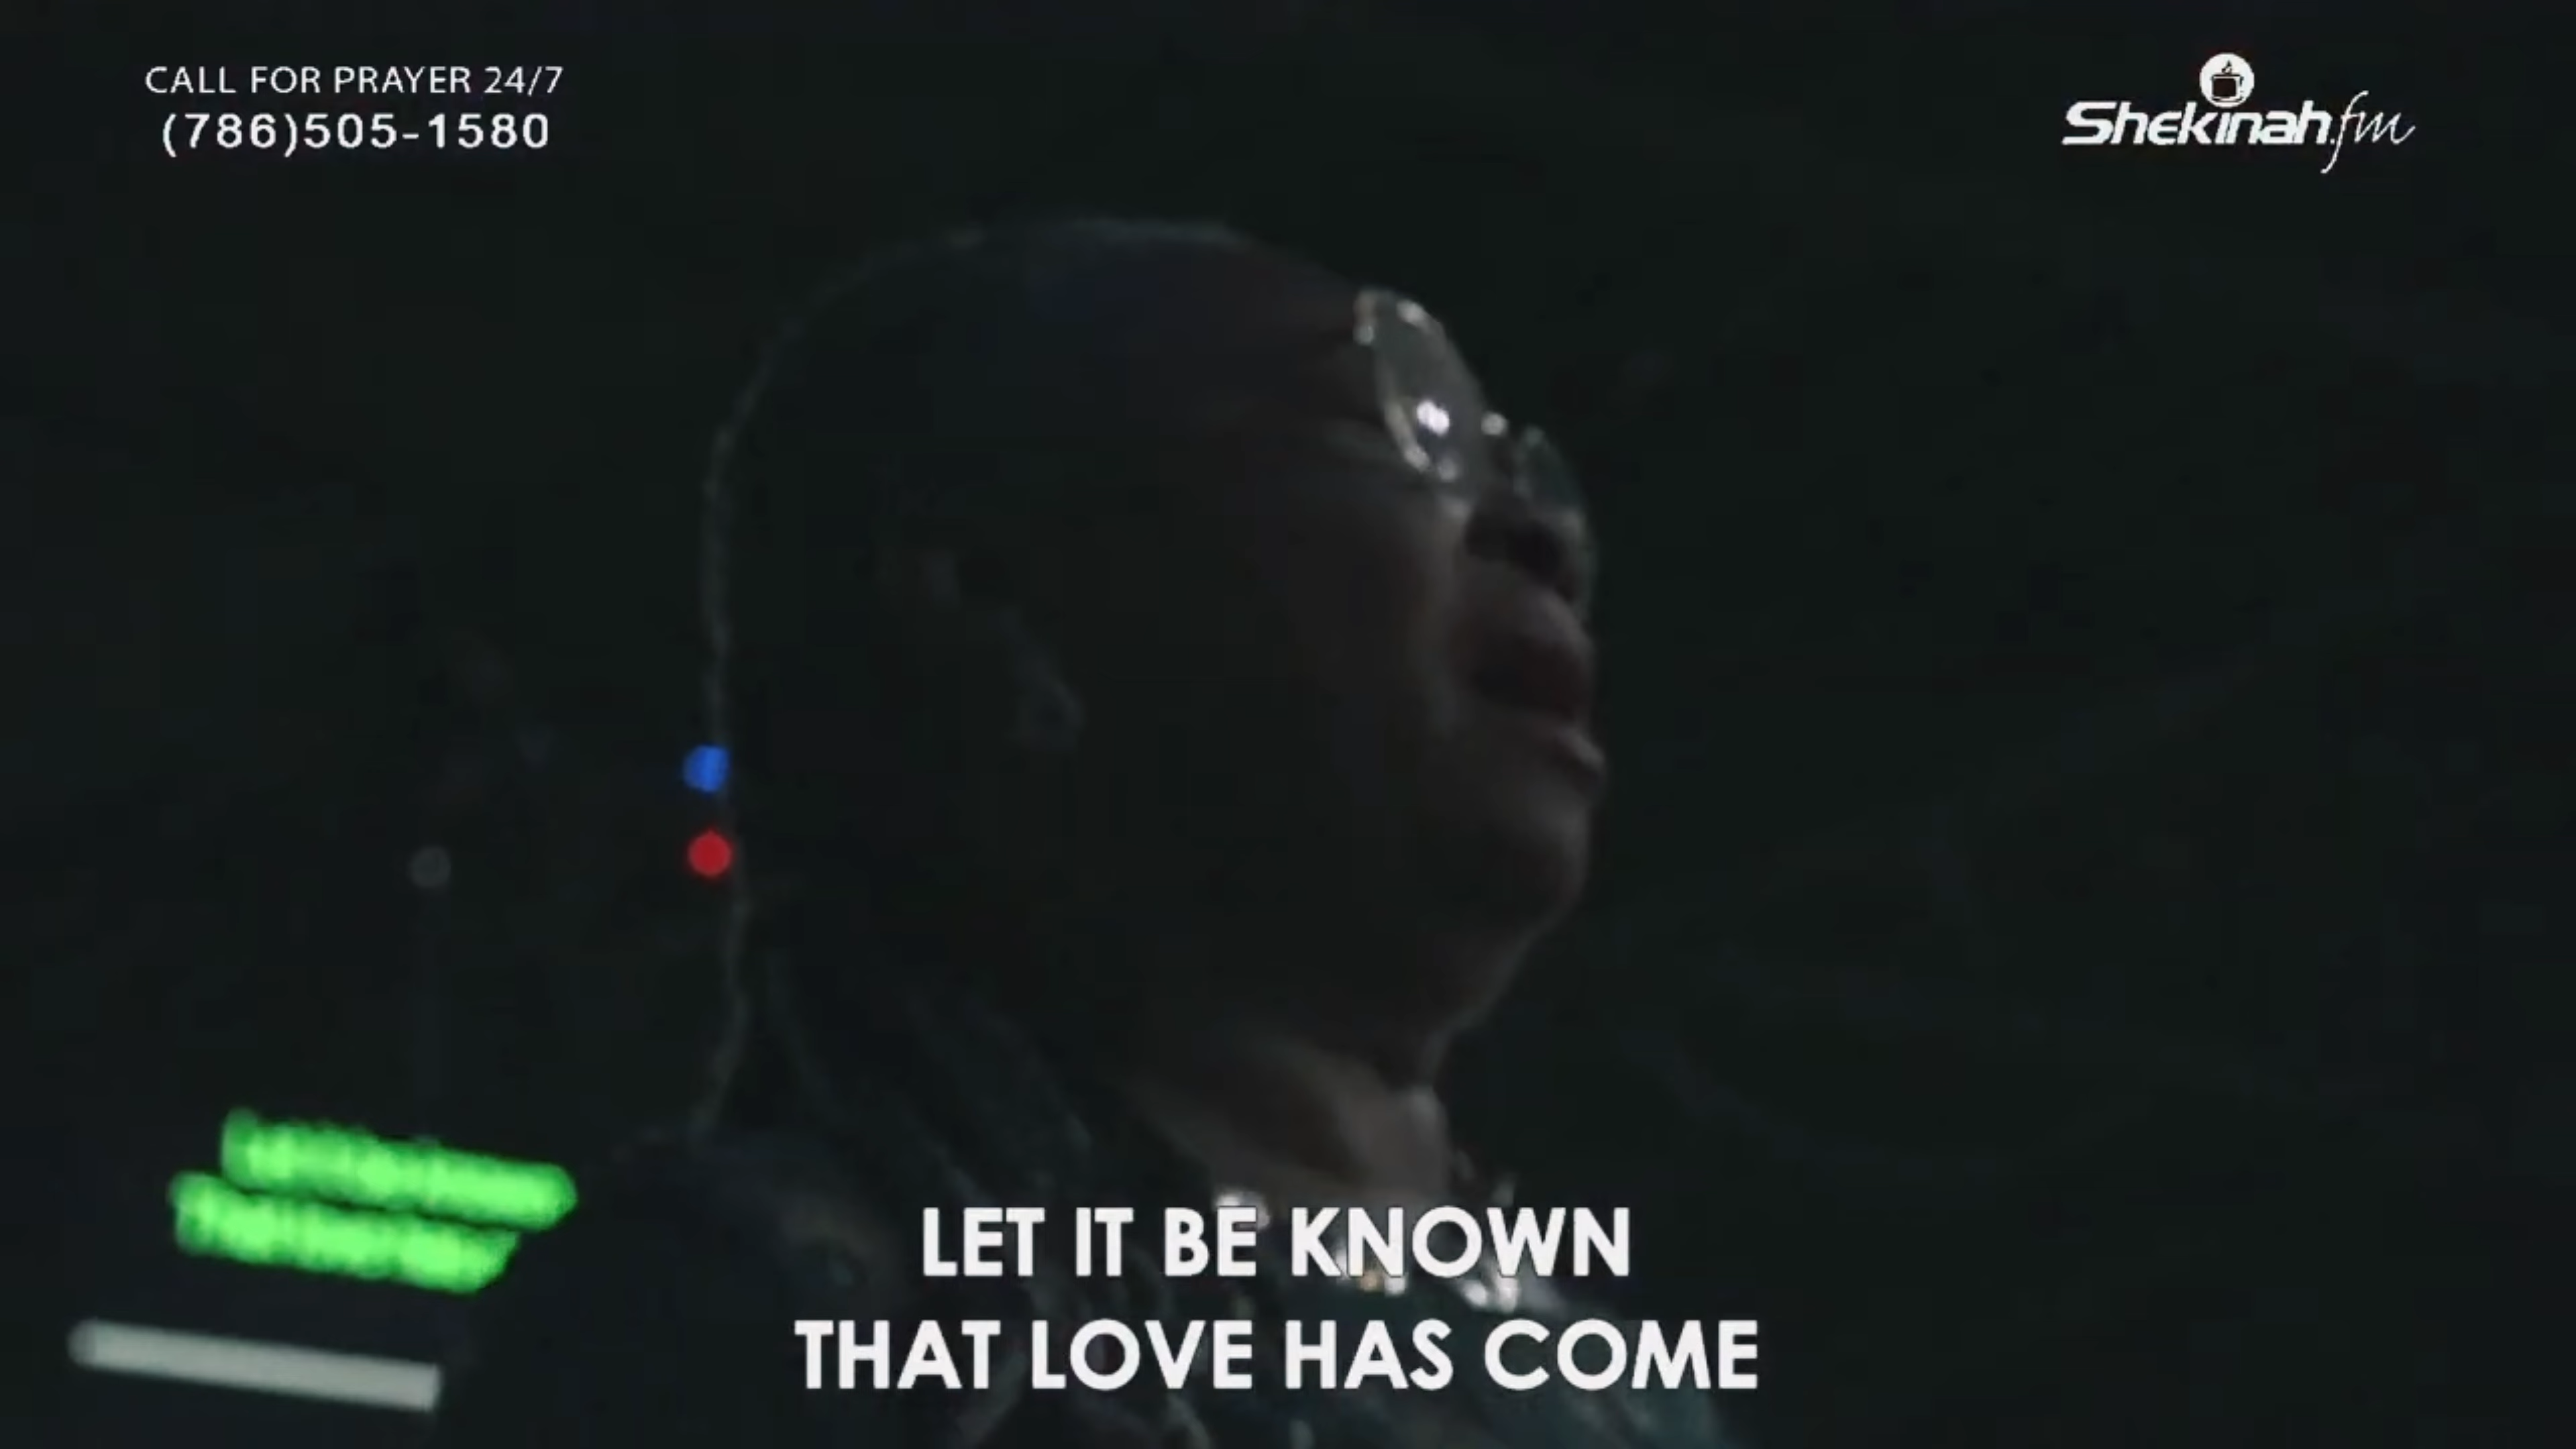 CALL FOR PRAYER 24/7
(786)505-1580
Shekinah.fm
LET IT BE KNOWN
THAT LOVE HAS COME